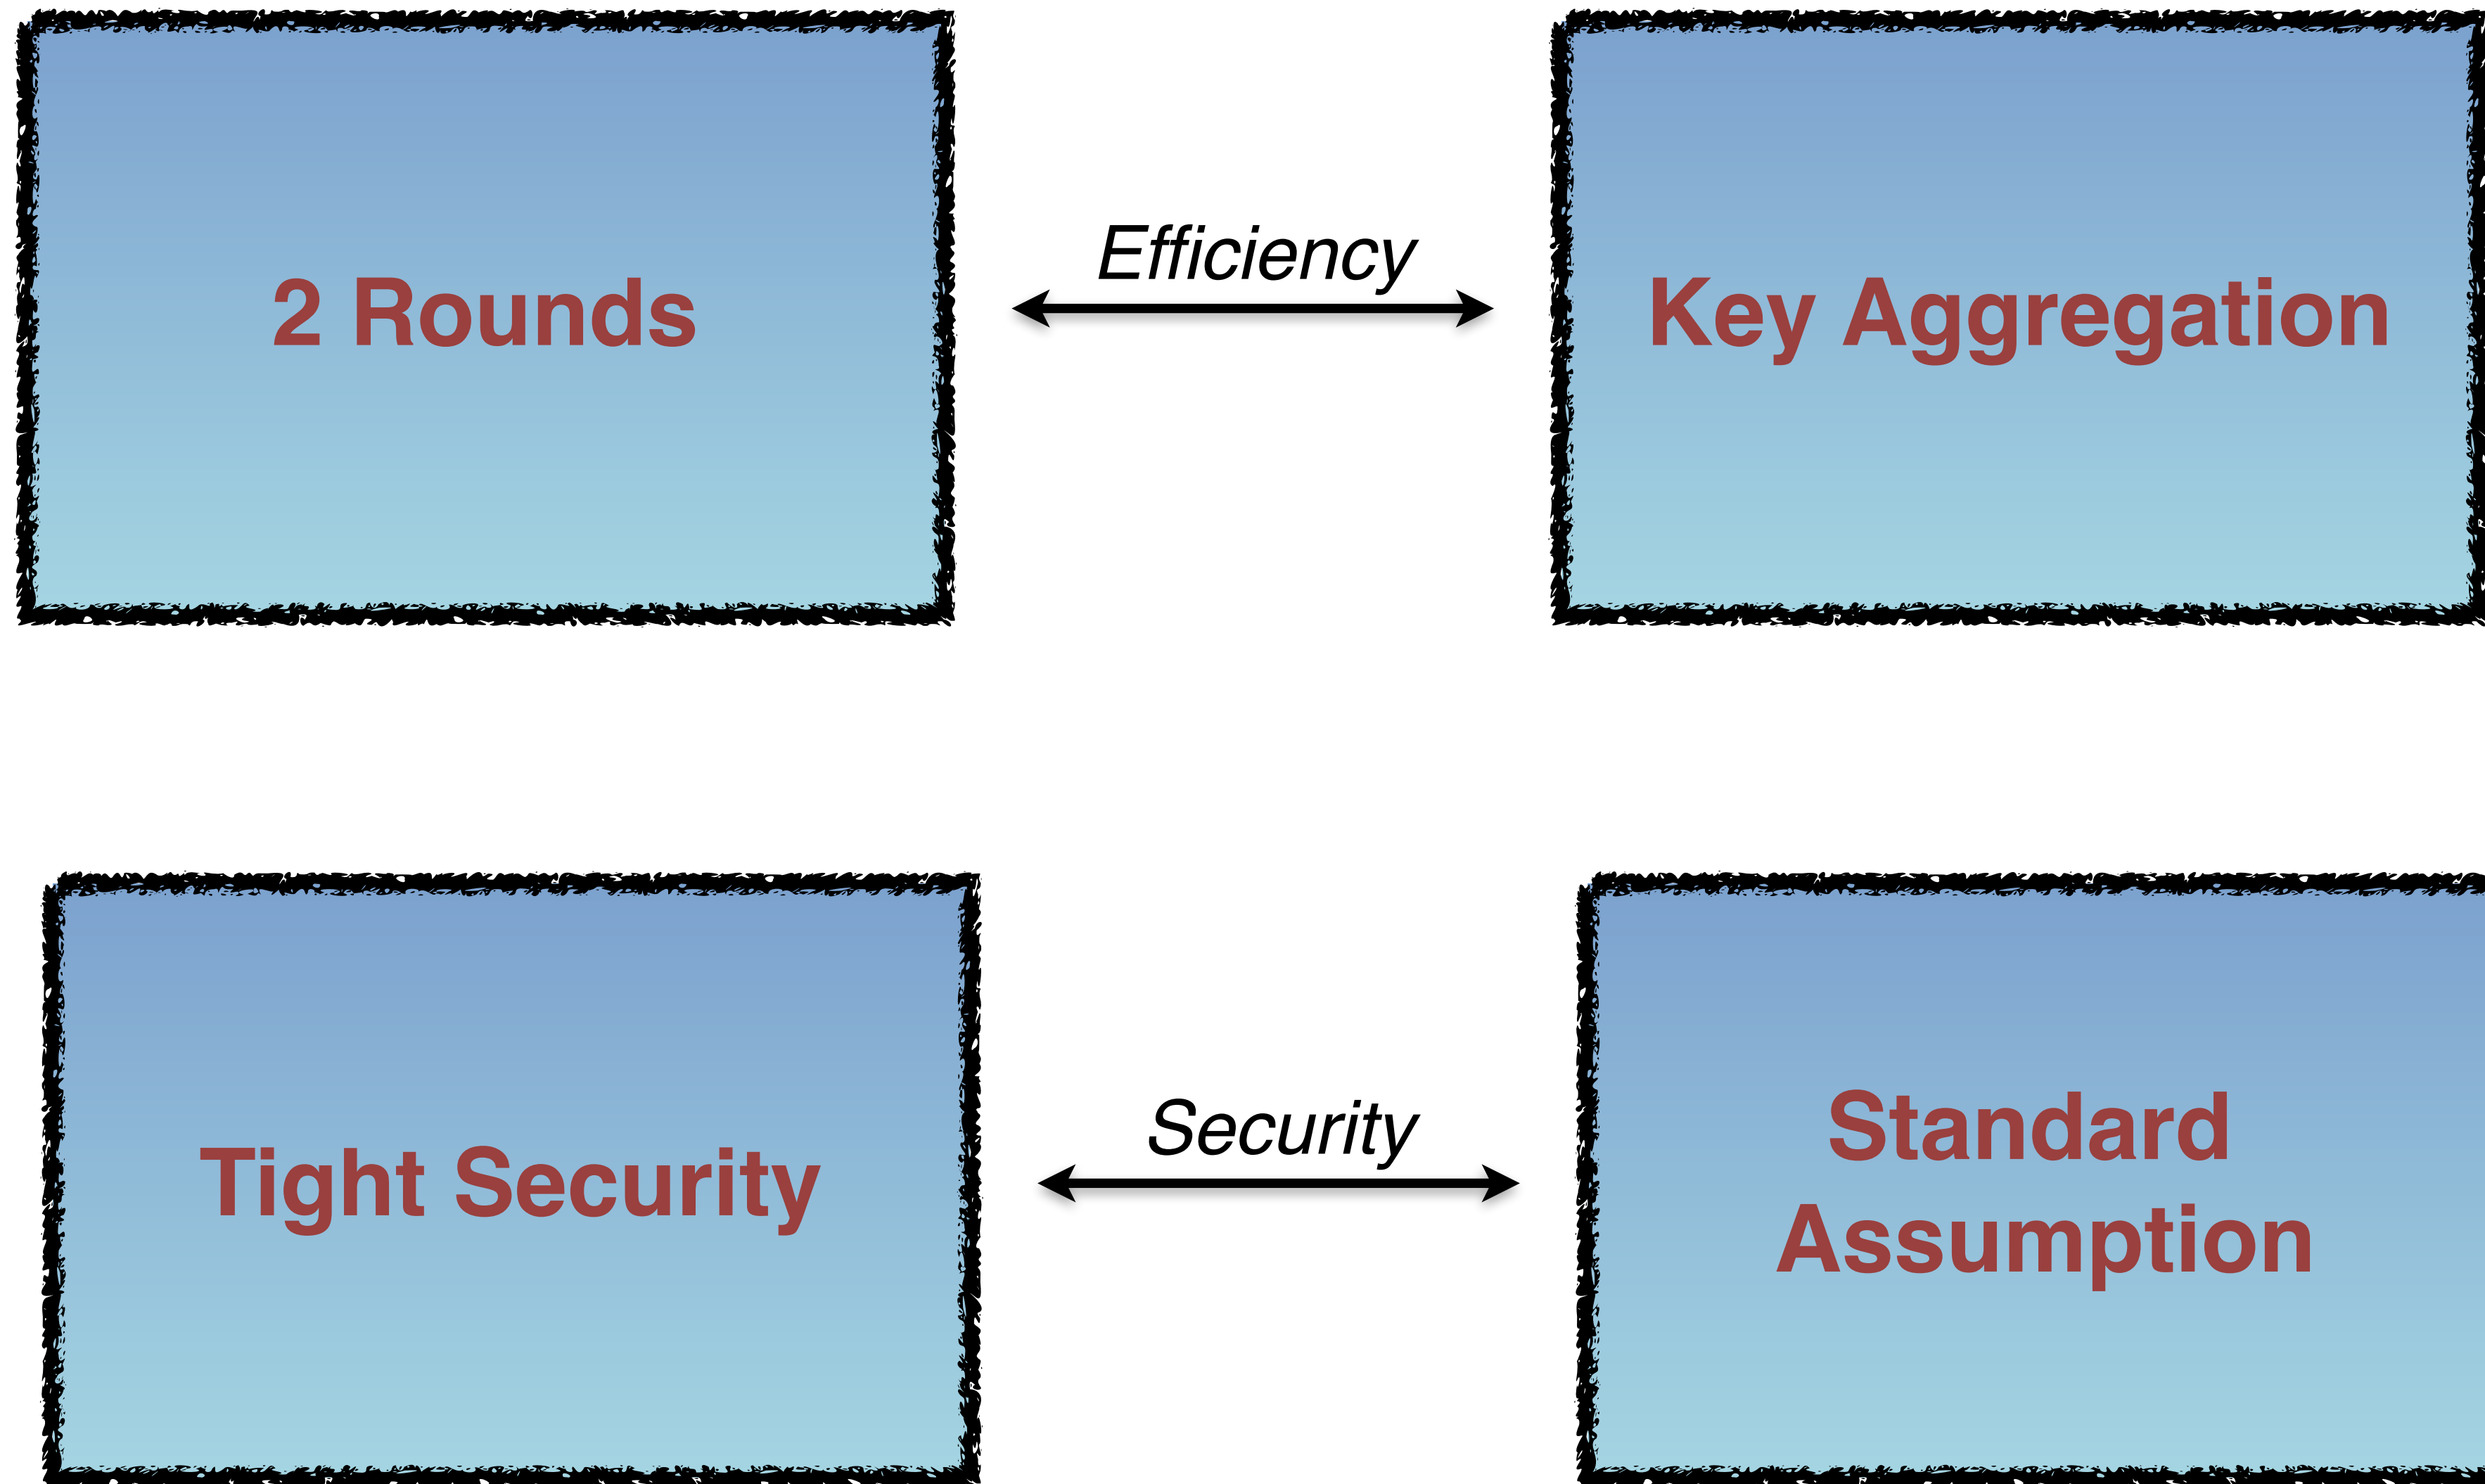 2 Rounds
Efficiency
Key Aggregation
Tight Security
Security
Standard
Assumption